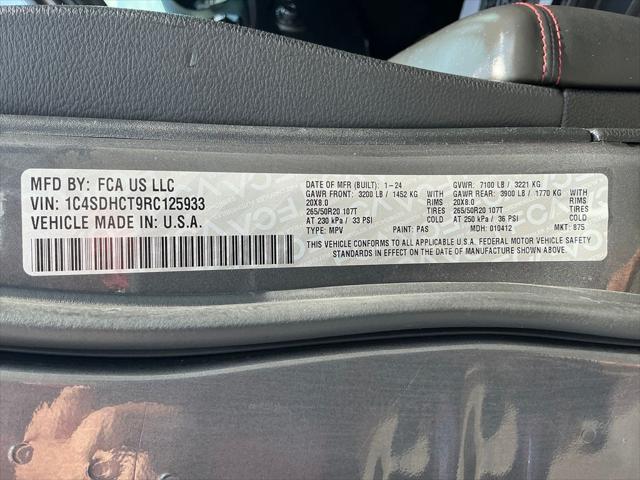 MFD BY: FCA US LLC
VIN: 1C4SDHCT9RC125933
VEHICLE MADE IN: U.S.A.
DATE OF MFR (BUILT): 1-24 GVWR: 7100 LB / 3221 KG
GAWR FRONT: 3200 LB / 1452 KG WITH GAWR REAR: 3900 LB / 1770 KG WITH
20X8.0 RIMS 20X8.0 RIMS
265/50R20 107T TIRES 265/50R20 107T TIRES
AT 230 kPa / 33 PSI COLD AT 250 kPa / 36 PSI COLD
TYPE: MPV PAINT: PAS MDH: 010412 MKT: 875
THIS VEHICLE CONFORMS TO ALL APPLICABLE U.S.A. FEDERAL MOTOR VEHICLE SAFETY
STANDARDS IN EFFECT ON THE DATE OF MANUFACTURE SHOWN ABOVE.